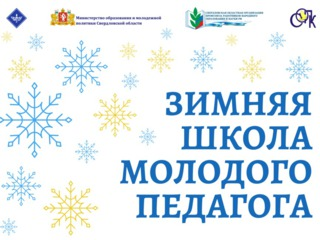 Министерство образования и молодежной
политики Свердловской области
ЗИМНЯЯ
ШКОЛА
МОЛОДОГО
ПЕДАГОГА